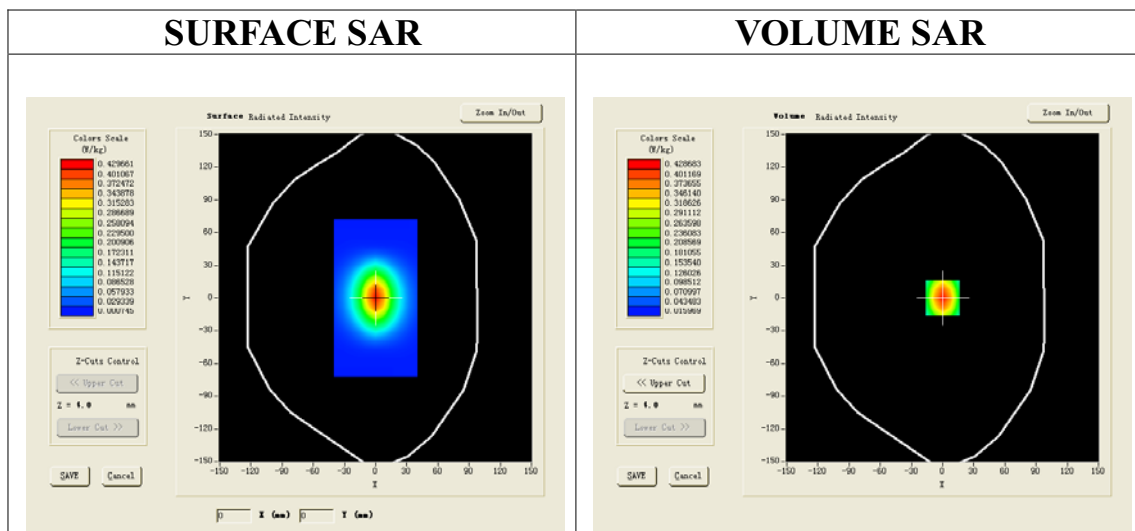 SURFACE SAR
VOLUME SAR
Surface Radiated Intensity
Zoom In/Out
Colors Scale
(W/kg)
0.429661
0.401067
0.372472
0.343878
0.315283
0.286689
0.258094
0.229500
0.200906
0.172311
0.143717
0.115122
0.086528
0.057933
0.029339
0.000745
150
120
90
60
30
0
-30
-60
-90
-120
-150
Y
-150 -120 -90 -60 -30 0 30 60 90 120 150
X
Z-Cuts Control
<< Upper Cut
Z = 4.0 mm
Lower Cut >>
SAVE Cancel
0 X (mm) 0 Y (mm)
Volume Radiated Intensity
Zoom In/Out
Colors Scale
(W/kg)
0.428683
0.401169
0.373655
0.346140
0.318626
0.291112
0.263598
0.236083
0.208569
0.181055
0.153540
0.126026
0.098512
0.070997
0.043483
0.015969
150
120
90
60
30
0
-30
-60
-90
-120
-150
Y
-150 -120 -90 -60 -30 0 30 60 90 120 150
X
Z-Cuts Control
<< Upper Cut
Z = 4.0 mm
Lower Cut >>
SAVE Cancel